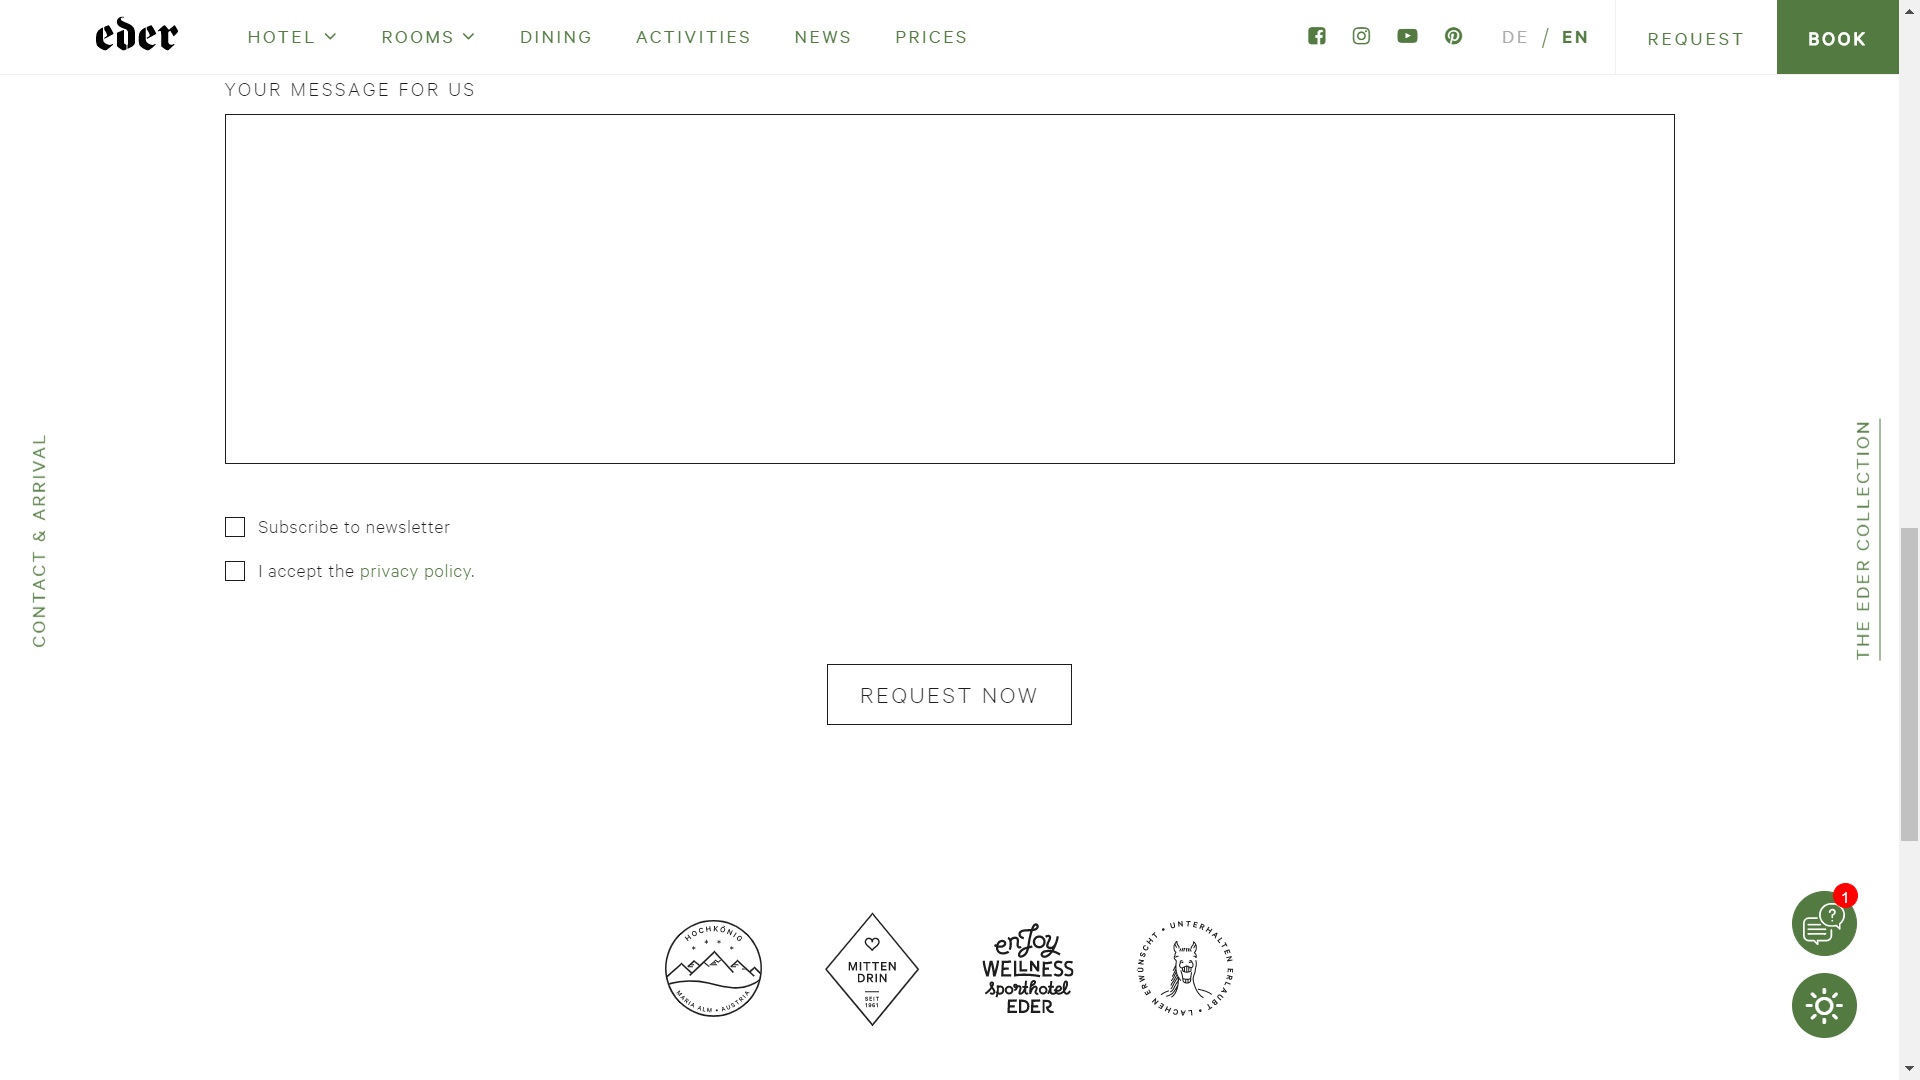 eder
HOTEL
ROOMS
DINING
ACTIVITIES
NEWS
PRICES
DE / EN
REQUEST
BOOK
YOUR MESSAGE FOR US
CONTACT & ARRIVAL
THE EDER COLLECTION
Subscribe to newsletter
I accept the privacy policy.
REQUEST NOW
1
?
HOCHKÖNIG
MARIA ALM • AUSTRIA
MITTEN
DRIN
SEIT
1961
enJoy
WELLNESS
sporthotel
EDER
UNTERHALTEN ERLAUBT • LACHEN ERWÜNSCHT •